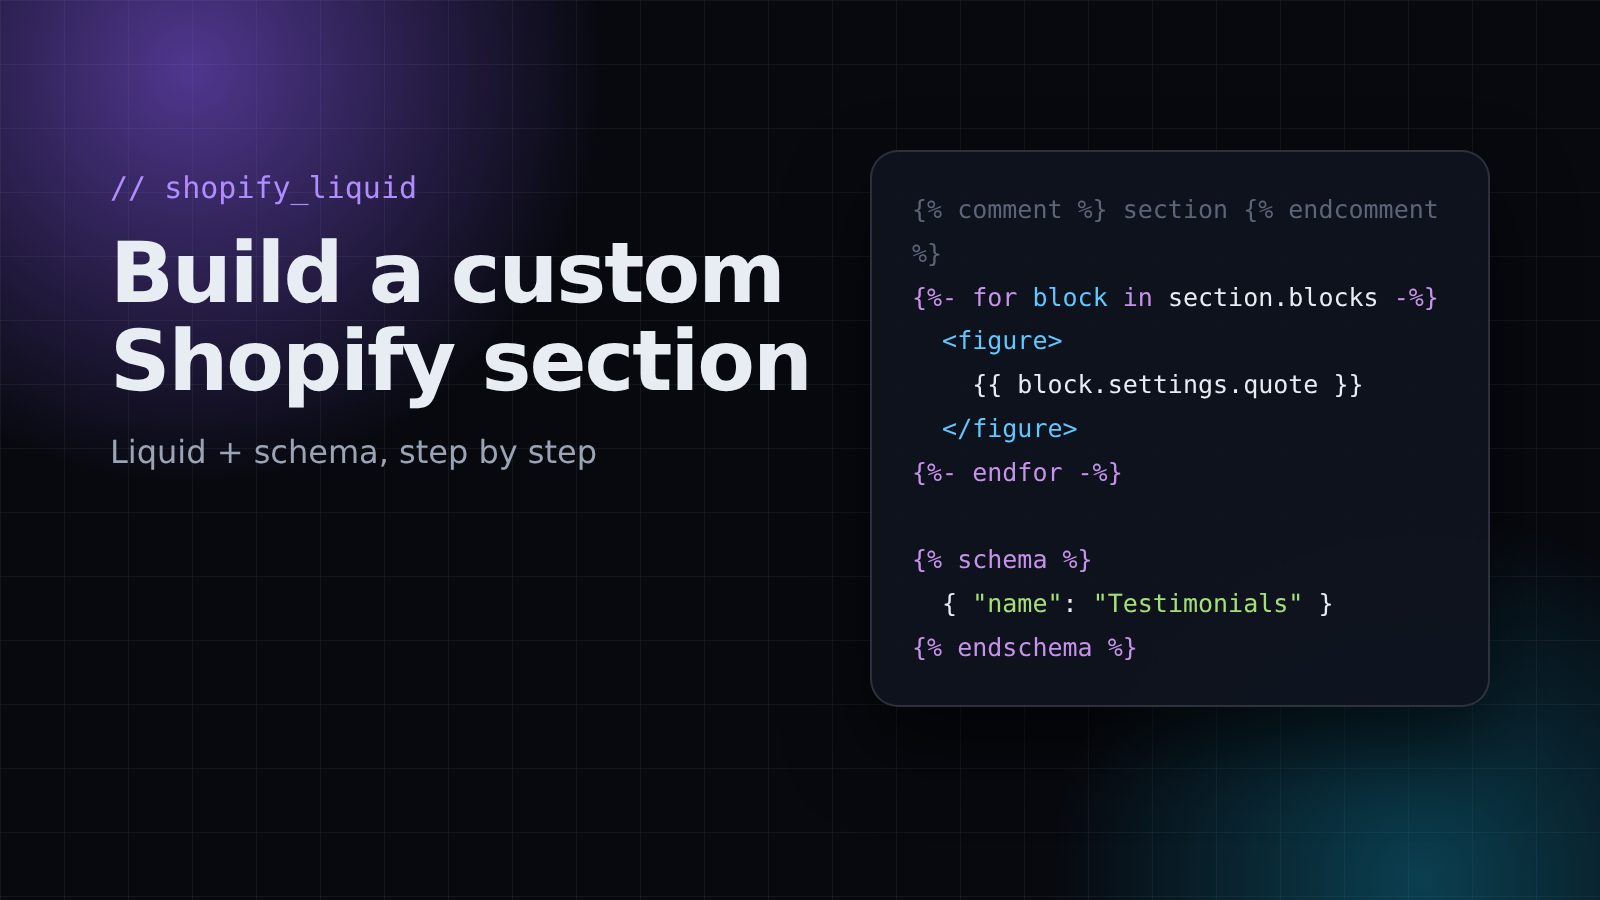 // shopify_liquid
Build a custom
Shopify section
Liquid + schema, step by step
{% comment %} section {% endcomment
%}
{%- for block in section.blocks -%}
  <figure>
    {{ block.settings.quote }}
  </figure>
{%- endfor -%}

{% schema %}
  { "name": "Testimonials" }
{% endschema %}